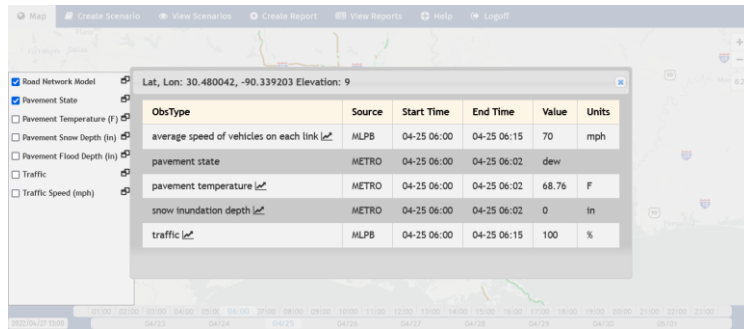 Map Create Scenario View Scenarios Create Report View Reports Help Logoff
Lat, Lon: 30.480042, -90.339203 Elevation: 9
Road Network Model
Pavement State
Pavement Temperature (F)
Pavement Snow Depth (in)
Pavement Flood Depth (in)
Traffic
Traffic Speed (mph)
ObsType Source Start Time End Time Value Units
average speed of vehicles on each link MLPB 04-25 06:00 04-25 06:15 70 mph
pavement state METRO 04-25 06:00 04-25 06:02 dew
pavement temperature METRO 04-25 06:00 04-25 06:02 68.76 F
snow inundation depth METRO 04-25 06:00 04-25 06:02 0 in
traffic MLPB 04-25 06:00 04-25 06:15 100 %
01:00 02:00 03:00 04:00 05:00 06:00 07:00 08:00 09:00 10:00 11:00 12:00 13:00 14:00 15:00 16:00 17:00 18:00 19:00 20:00 21:00 22:00 23:00
04/23 04/24 04/25 04/26 04/27 04/28 04/29 04/30 05/01